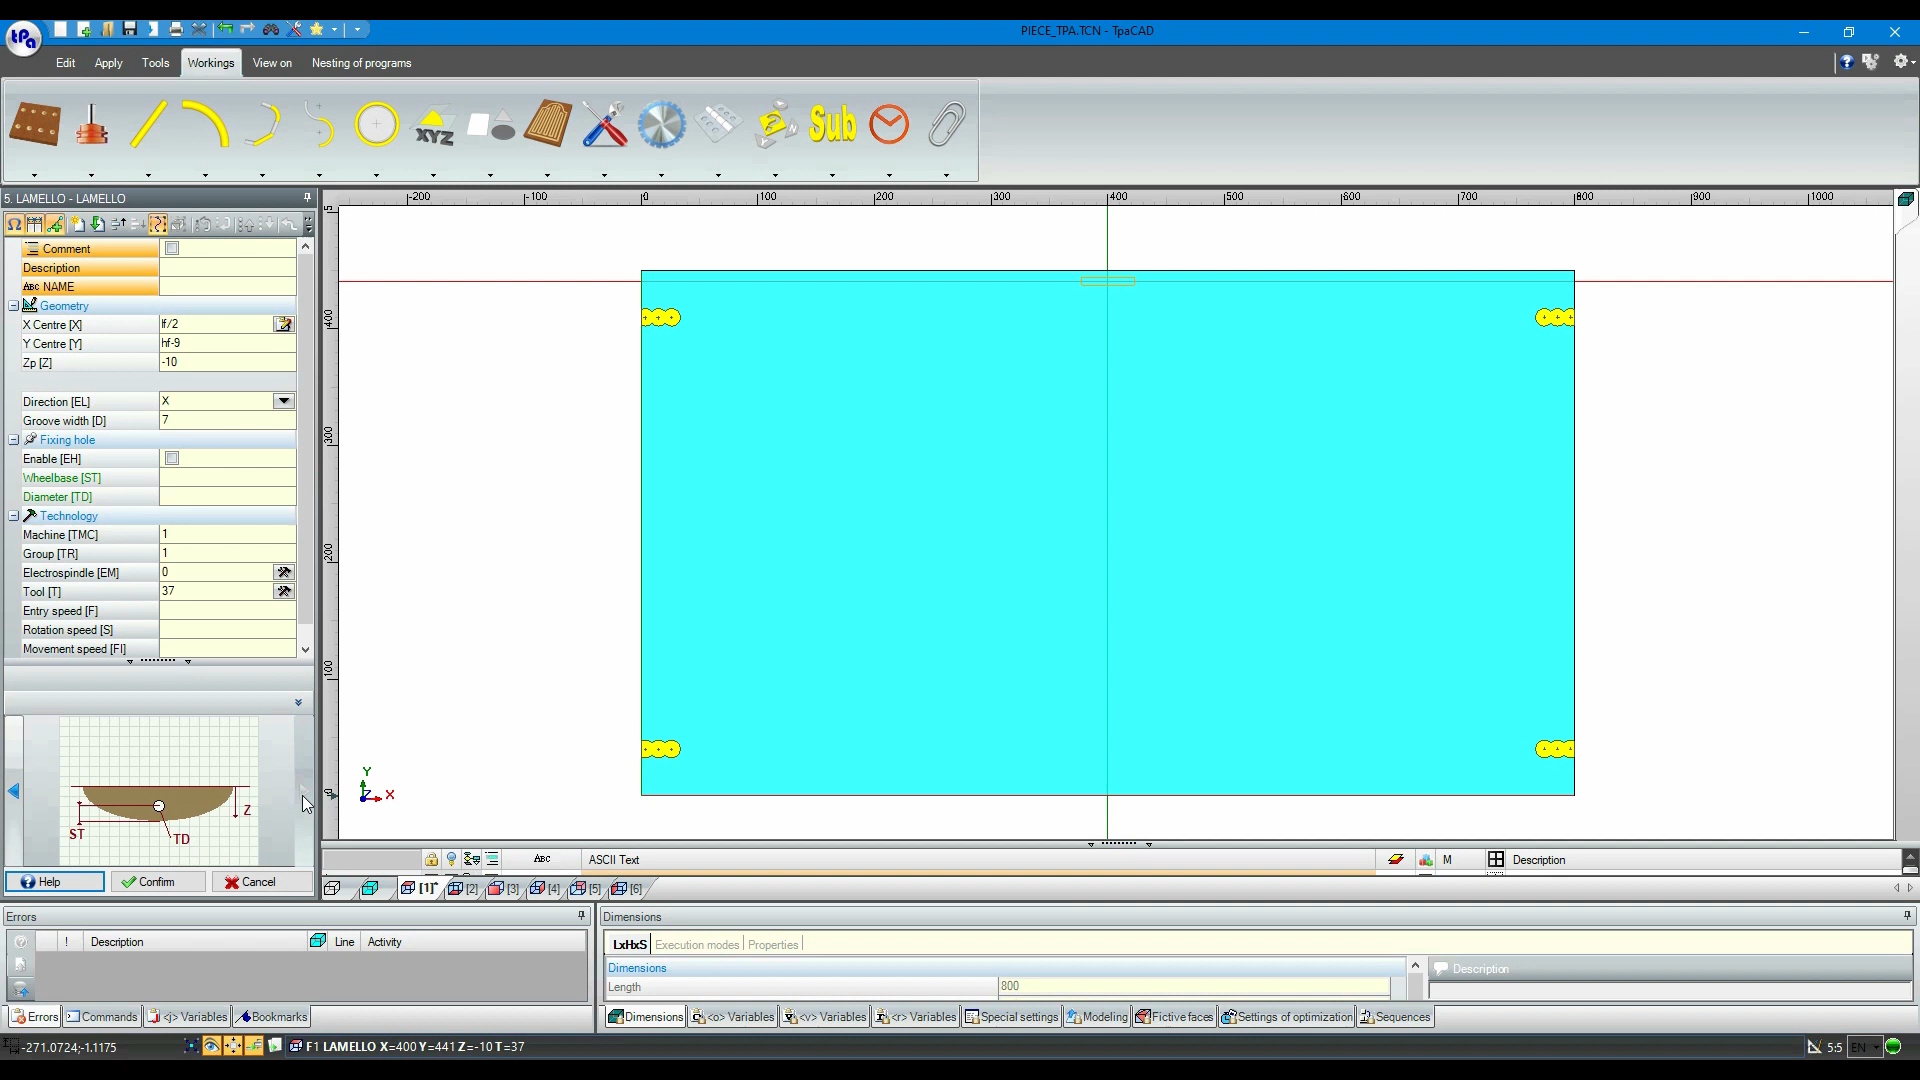 tPa
PIECE_TPA.TCN - TpaCAD
Edit
Apply
Tools
Workings
View on
Nesting of programs
XYZ
Sub
5. LAMELLO - LAMELLO
Comment
Description
ABC NAME
Geometry
X Centre [X] lf/2
Y Centre [Y] hf-9
Zp [Z] -10
Direction [EL] X
Groove width [D] 7
Fixing hole
Enable [EH]
Wheelbase [ST]
Diameter [TD]
Technology
Machine [TMC] 1
Group [TR] 1
Electrospindle [EM] 0
Tool [T] 37
Entry speed [F]
Rotation speed [S]
Movement speed [FI]
ST
TD
Z
Help
Confirm
Cancel
-200 -100 0 100 200 300 400 500 600 700 800 900 1000
400
300
200
100
0
Y
Z X
ABC
ASCII Text
M
Description
[1]*
[2]
[3]
[4]
[5]
[6]
Errors
! Description Line Activity
Errors
Commands
<j> Variables
Bookmarks
Dimensions
LxHxS
Execution modes
Properties
Dimensions
Length 800
Description
Dimensions
<o> Variables
<v> Variables
<r> Variables
Special settings
Modeling
Fictive faces
Settings of optimization
Sequences
-271.0724;-1.1175
F1 LAMELLO X=400 Y=441 Z=-10 T=37
5:5
EN